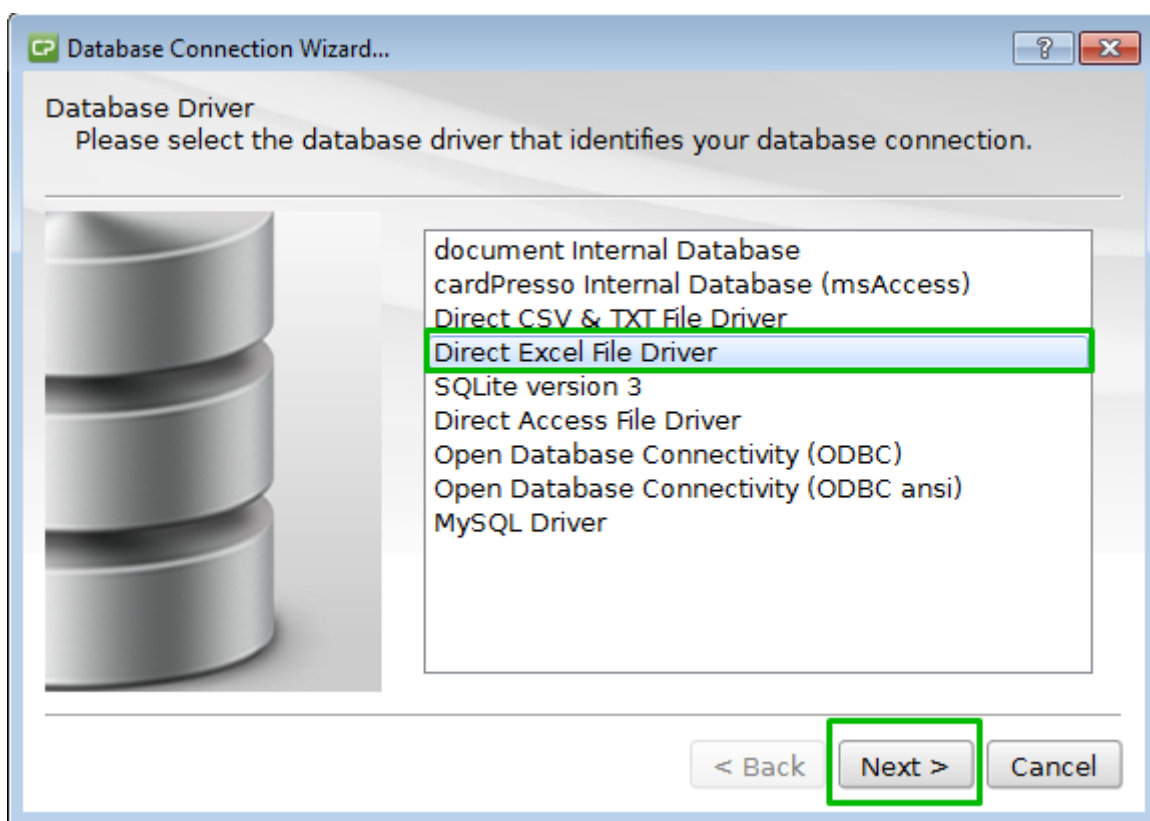 CP Database Connection Wizard...
?
Database Driver
Please select the database driver that identifies your database connection.
document Internal Database
cardPresso Internal Database (msAccess)
Direct CSV & TXT File Driver
Direct Excel File Driver
SQLite version 3
Direct Access File Driver
Open Database Connectivity (ODBC)
Open Database Connectivity (ODBC ansi)
MySQL Driver
< Back Next > Cancel